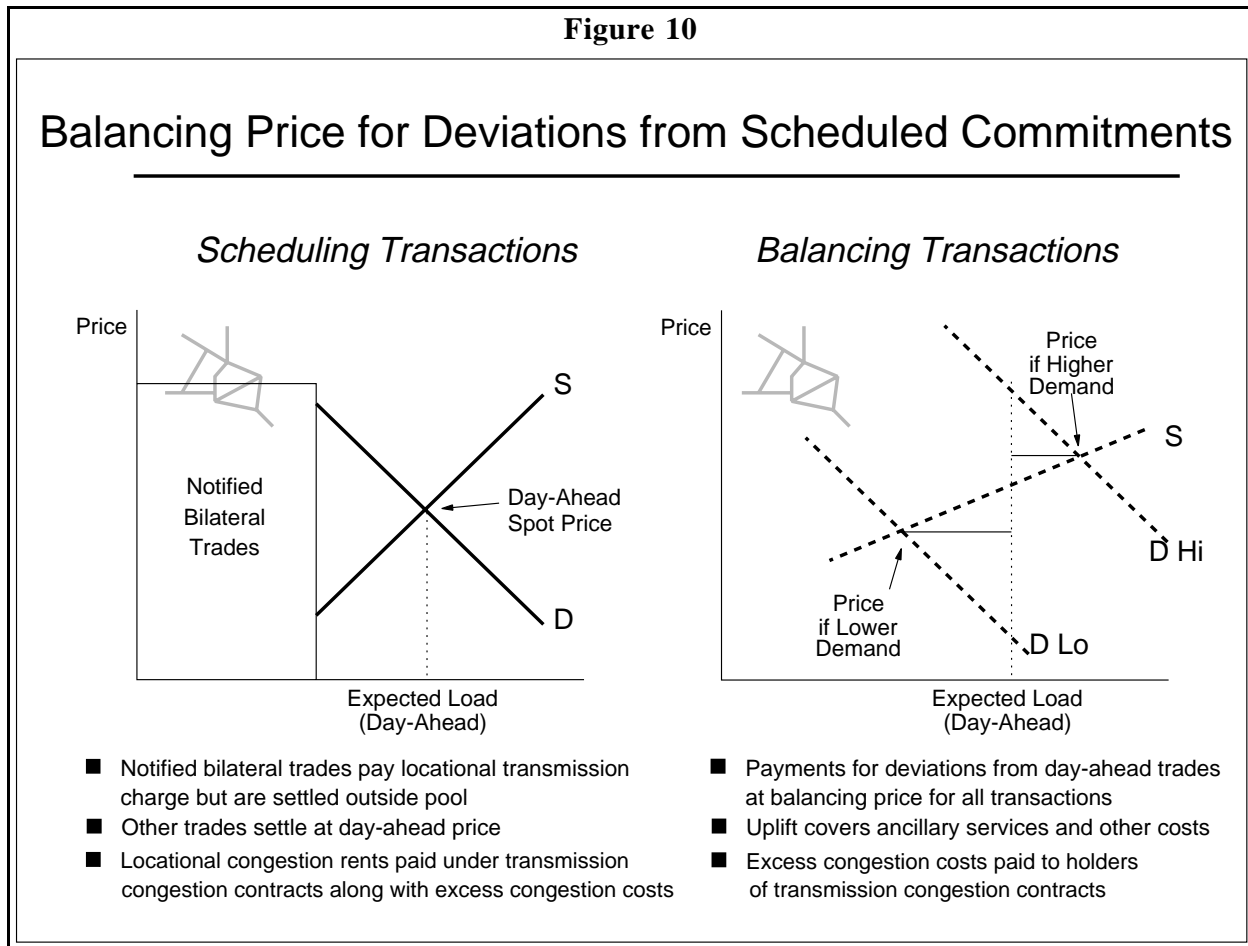 Figure 10
Balancing Price for Deviations from Scheduled Commitments
Scheduling Transactions
Price
Notified
Bilateral
Trades
S
Day-Ahead
Spot Price
D
Expected Load
(Day-Ahead)
■ Notified bilateral trades pay locational transmission
charge but are settled outside pool
■ Other trades settle at day-ahead price
■ Locational congestion rents paid under transmission
congestion contracts along with excess congestion costs
Balancing Transactions
Price
Price
if Higher
Demand
S
D Hi
Price
if Lower
Demand
D Lo
Expected Load
(Day-Ahead)
■ Payments for deviations from day-ahead trades
at balancing price for all transactions
■ Uplift covers ancillary services and other costs
■ Excess congestion costs paid to holders
of transmission congestion contracts